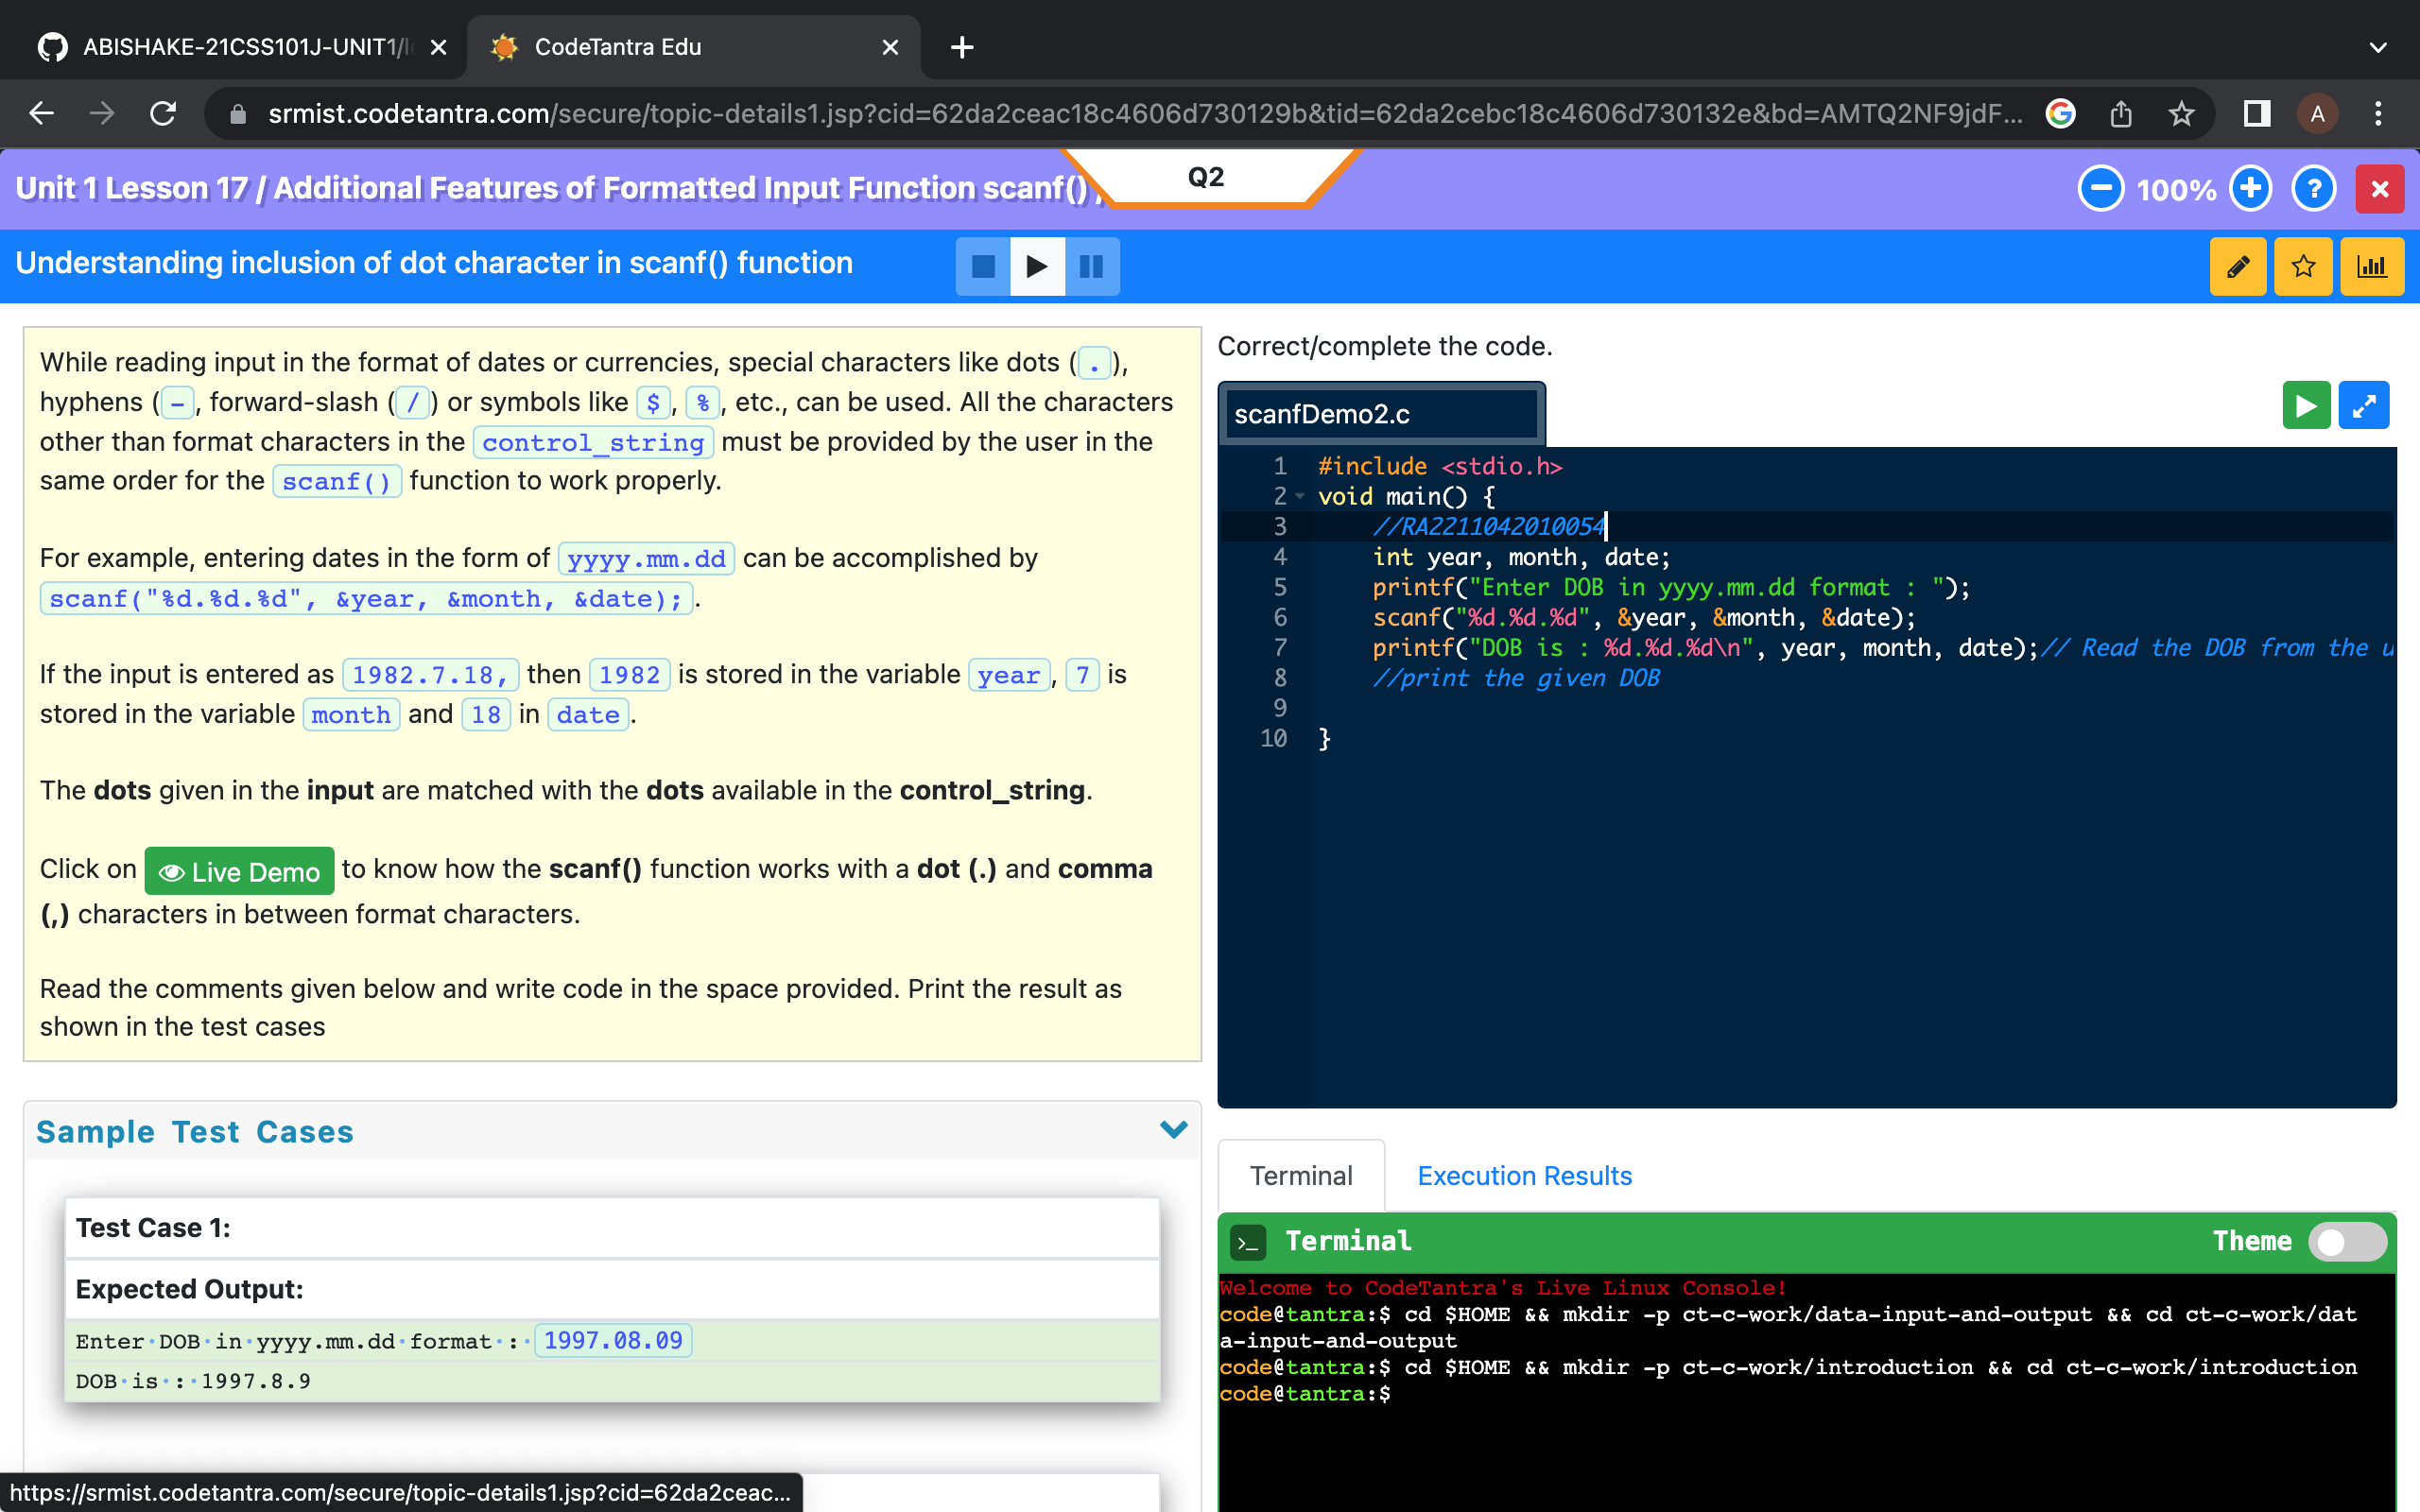 ABISHAKE-21CSS101J-UNIT1/l
CodeTantra Edu
srmist.codetantra.com/secure/topic-details1.jsp?cid=62da2ceac18c4606d730129b&tid=62da2cebc18c4606d730132e&bd=AMTQ2NF9jdF...
A
Unit 1 Lesson 17 / Additional Features of Formatted Input Function scanf() /
Q2
100%
?
Understanding inclusion of dot character in scanf() function
While reading input in the format of dates or currencies, special characters like dots (.),
hyphens (-, forward-slash (/) or symbols like $, %, etc., can be used. All the characters
other than format characters in the control_string must be provided by the user in the
same order for the scanf() function to work properly.
For example, entering dates in the form of yyyy.mm.dd can be accomplished by
scanf("%d.%d.%d", &year, &month, &date);.
If the input is entered as 1982.7.18, then 1982 is stored in the variable year, 7 is
stored in the variable month and 18 in date.
The dots given in the input are matched with the dots available in the control_string.
Click on Live Demo to know how the scanf() function works with a dot (.) and comma
(,) characters in between format characters.
Read the comments given below and write code in the space provided. Print the result as
shown in the test cases
Sample Test Cases
Test Case 1:
Expected Output:
Enter·DOB·in·yyyy.mm.dd·format·:·1997.08.09
DOB·is·:·1997.8.9
https://srmist.codetantra.com/secure/topic-details1.jsp?cid=62da2ceac...
Correct/complete the code.
scanfDemo2.c
1 #include <stdio.h>
2 void main() {
3 //RA2211042010054
4 int year, month, date;
5 printf("Enter DOB in yyyy.mm.dd format : ");
6 scanf("%d.%d.%d", &year, &month, &date);
7 printf("DOB is : %d.%d.%d\n", year, month, date);// Read the DOB from the u
8 //print the given DOB
9
10 }
Terminal
Execution Results
>_ Terminal
Theme
Welcome to CodeTantra's Live Linux Console!
code@tantra:$ cd $HOME && mkdir -p ct-c-work/data-input-and-output && cd ct-c-work/dat
a-input-and-output
code@tantra:$ cd $HOME && mkdir -p ct-c-work/introduction && cd ct-c-work/introduction
code@tantra:$